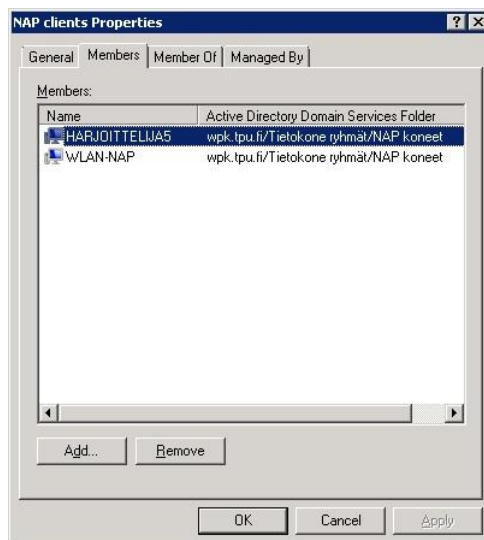 NAP clients Properties
General Members Member Of Managed By
Members:
Name Active Directory Domain Services Folder
HARJOITTELIJA5 wpk.tpu.fi/Tietokone ryhmät/NAP koneet
WLAN-NAP wpk.tpu.fi/Tietokone ryhmät/NAP koneet
Add... Remove
OK Cancel Apply